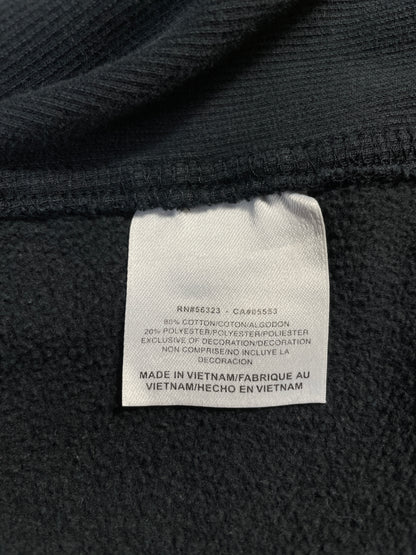 RN#56323 - CA#05553
80% COTTON/COTON/ALGODON
20% POLYESTER/POLYESTER/POLIESTER
EXCLUSIVE OF DECORATION/DECORATION
NON COMPRISE/NO INCLUYE LA
DECORACION
MADE IN VIETNAM/FABRIQUE AU
VIETNAM/HECHO EN VIETNAM